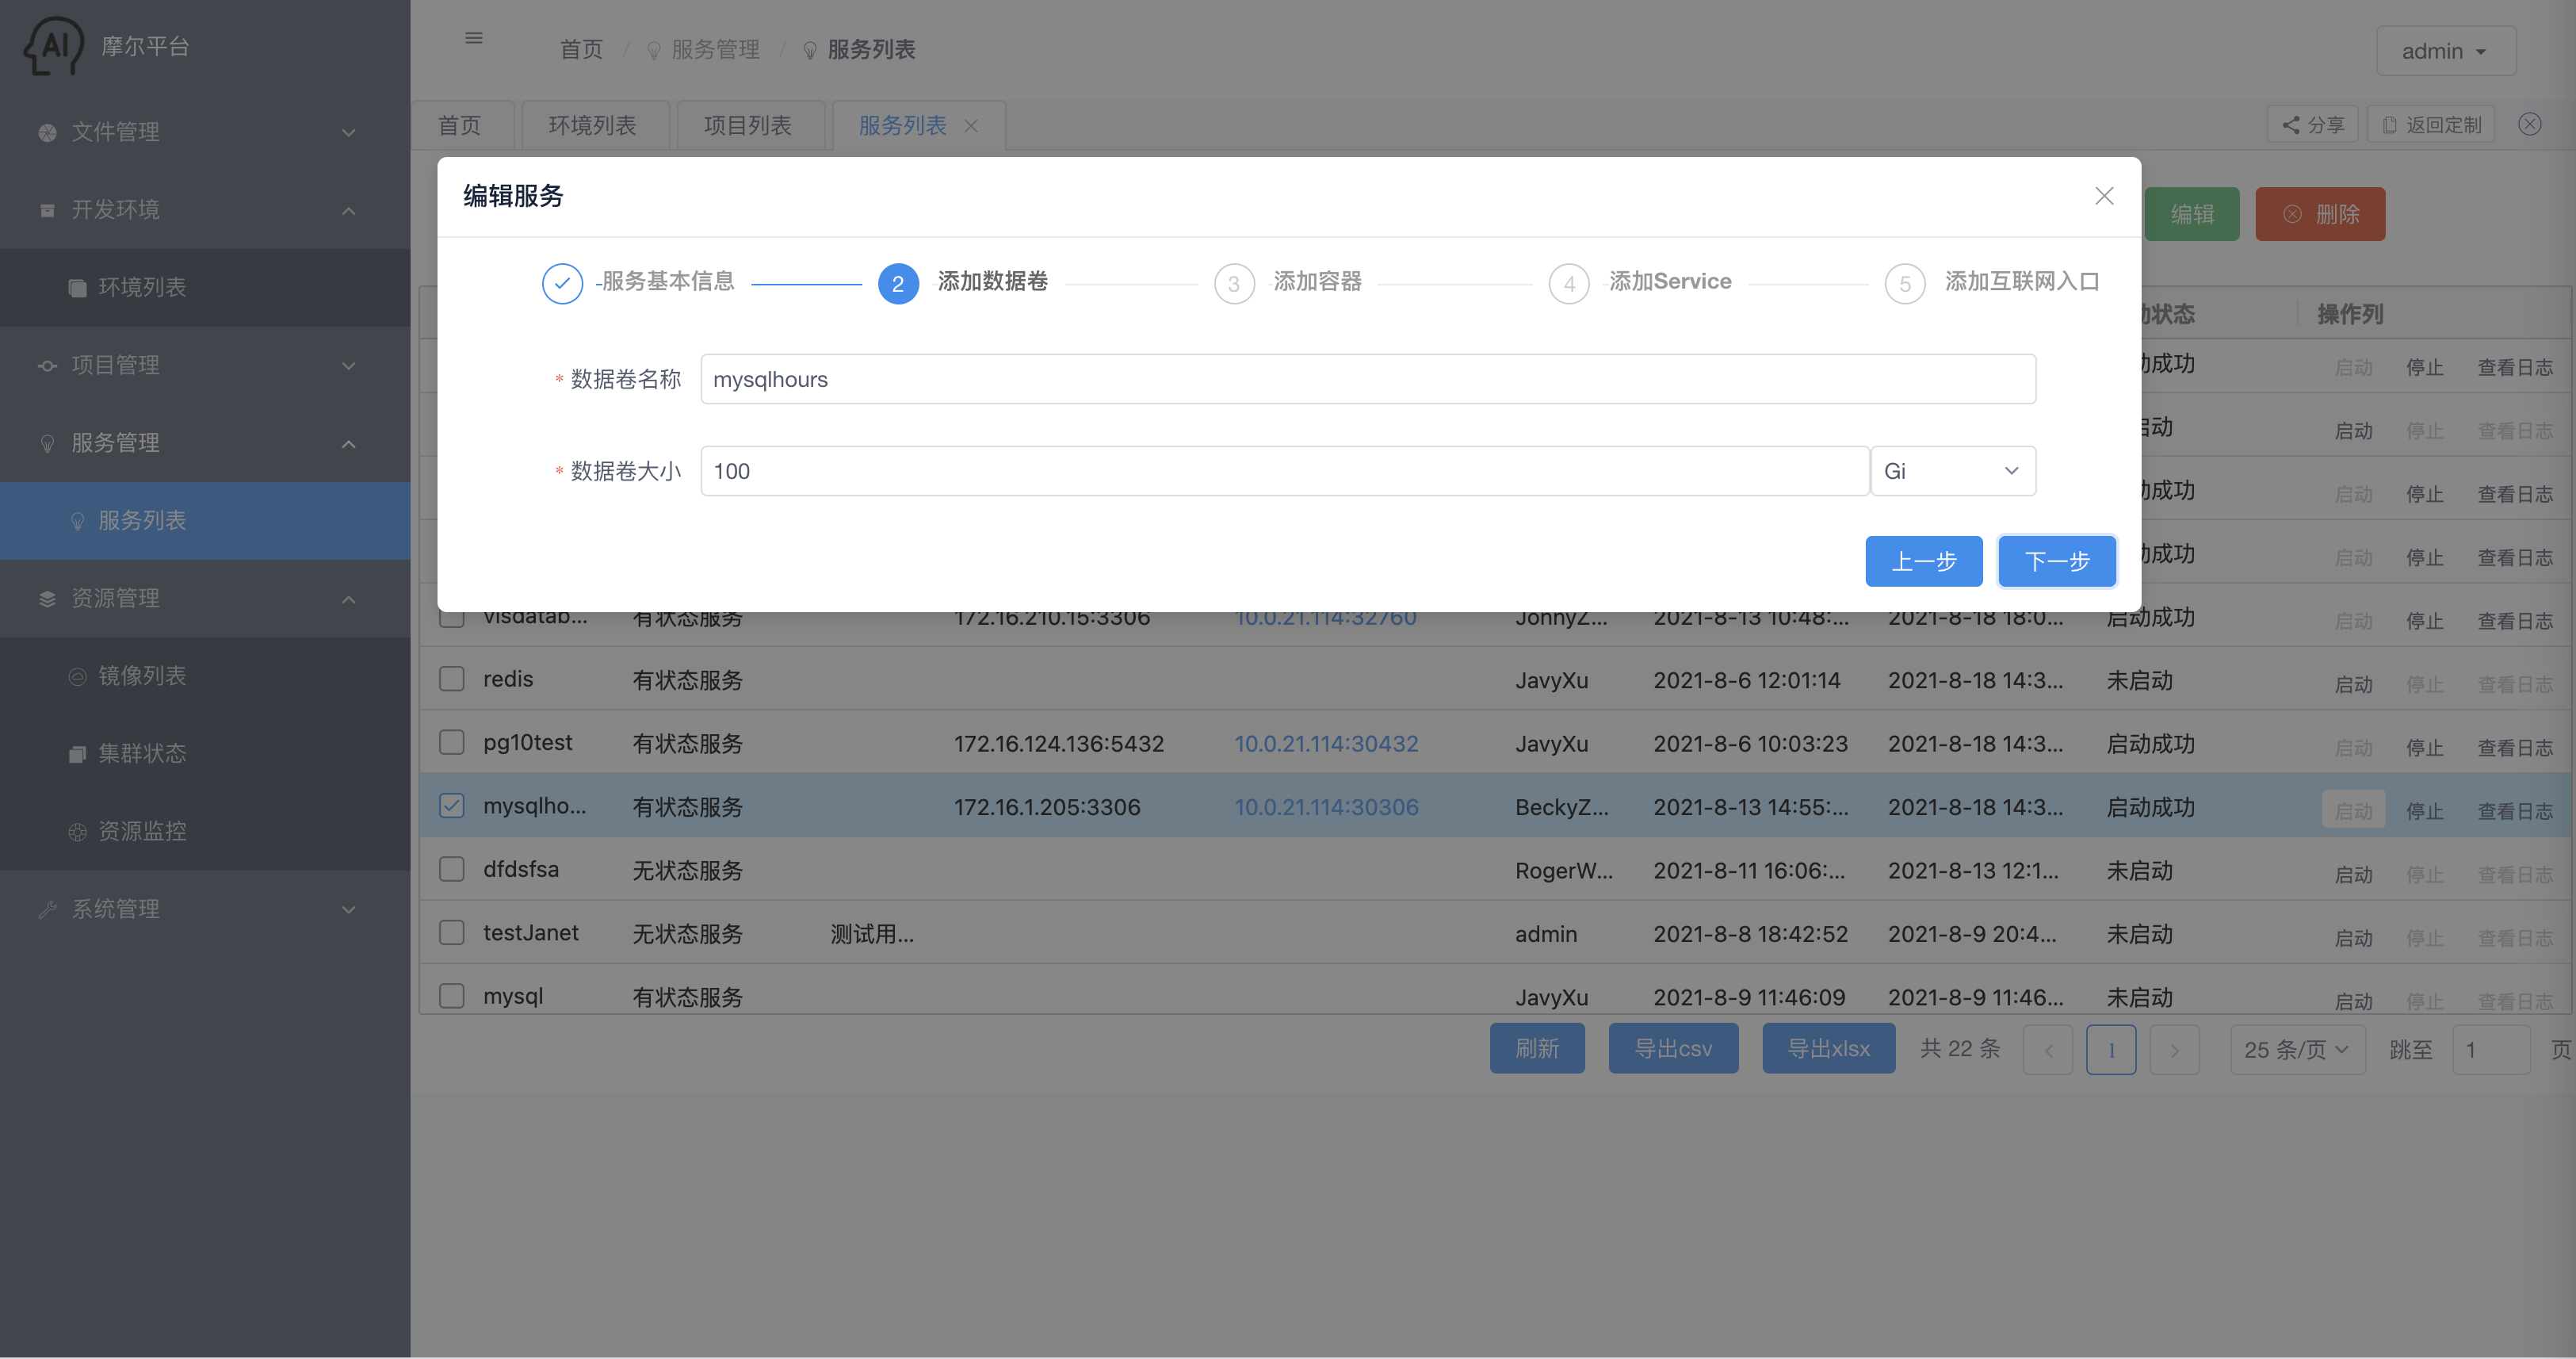 AI 摩尔平台
首页 / 服务管理 / 服务列表
admin
文件管理
开发环境
环境列表
项目管理
服务管理
服务列表
资源管理
镜像列表
集群状态
资源监控
系统管理
首页 环境列表 项目列表 服务列表
分享 返回定制
编辑 删除
编辑服务
服务基本信息 2 添加数据卷 3 添加容器 4 添加Service 5 添加互联网入口
* 数据卷名称 mysqlhours
* 数据卷大小 100 Gi
上一步 下一步
动状态 操作列
动成功 启动 停止 查看日志
启动 启动 停止 查看日志
动成功 启动 停止 查看日志
动成功 启动 停止 查看日志
visdatab... 有状态服务 172.16.210.15:3306 10.0.21.114:32760 JonnyZ... 2021-8-13 10:48:... 2021-8-18 18:0... 启动成功 启动 停止 查看日志
redis 有状态服务 JavyXu 2021-8-6 12:01:14 2021-8-18 14:3... 未启动 启动 停止 查看日志
pg10test 有状态服务 172.16.124.136:5432 10.0.21.114:30432 JavyXu 2021-8-6 10:03:23 2021-8-18 14:3... 启动成功 启动 停止 查看日志
mysqlho... 有状态服务 172.16.1.205:3306 10.0.21.114:30306 BeckyZ... 2021-8-13 14:55:... 2021-8-18 14:3... 启动成功 启动 停止 查看日志
dfdsfsa 无状态服务 RogerW... 2021-8-11 16:06:... 2021-8-13 12:1... 未启动 启动 停止 查看日志
testJanet 无状态服务 测试用... admin 2021-8-8 18:42:52 2021-8-9 20:4... 未启动 启动 停止 查看日志
mysql 有状态服务 JavyXu 2021-8-9 11:46:09 2021-8-9 11:46... 未启动 启动 停止 查看日志
刷新 导出csv 导出xlsx 共 22 条 1 25 条/页 跳至 1 页